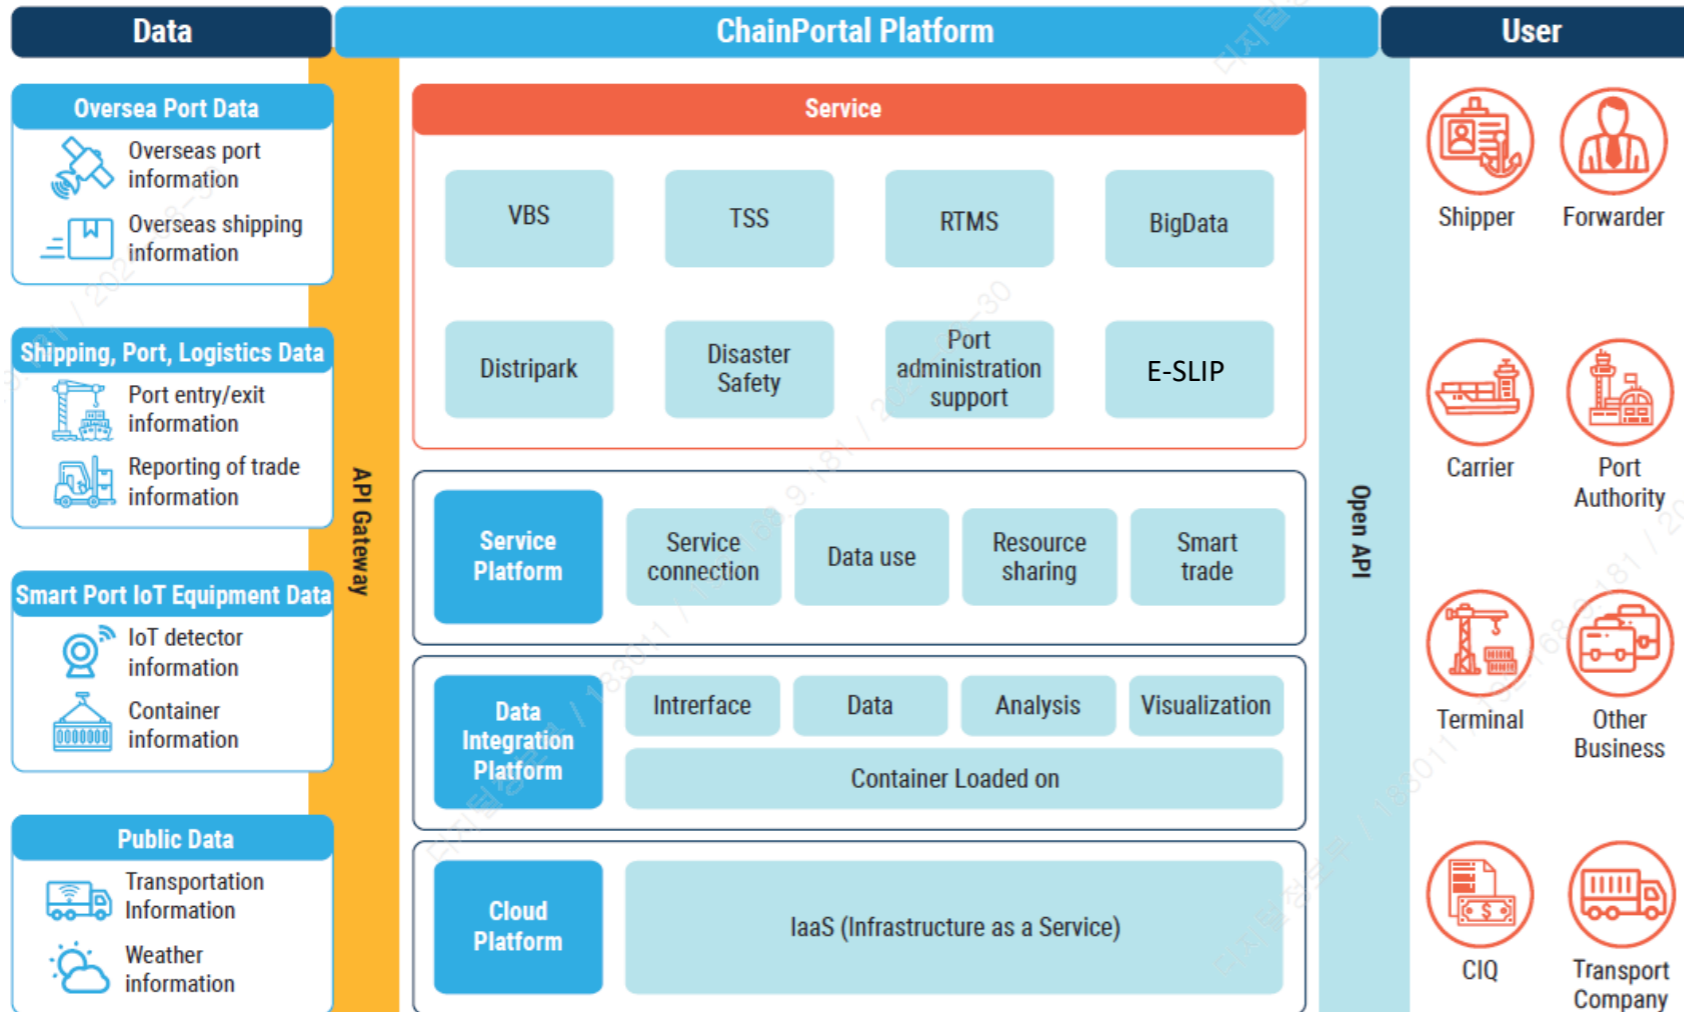 Data
ChainPortal Platform
User
Oversea Port Data
Overseas port
information
Overseas shipping
information
Shipping, Port, Logistics Data
Port entry/exit
information
Reporting of trade
information
Smart Port IoT Equipment Data
IoT detector
information
Container
information
Public Data
Transportation
Information
Weather
information
API Gateway
Service
VBS
TSS
RTMS
BigData
Distripark
Disaster
Safety
Port
administration
support
E-SLIP
Service
Platform
Service
connection
Data use
Resource
sharing
Smart
trade
Data
Integration
Platform
Intrerface
Data
Analysis
Visualization
Container Loaded on
Cloud
Platform
IaaS (Infrastructure as a Service)
Open API
Shipper
Forwarder
Carrier
Port
Authority
Terminal
Other
Business
CIQ
Transport
Company